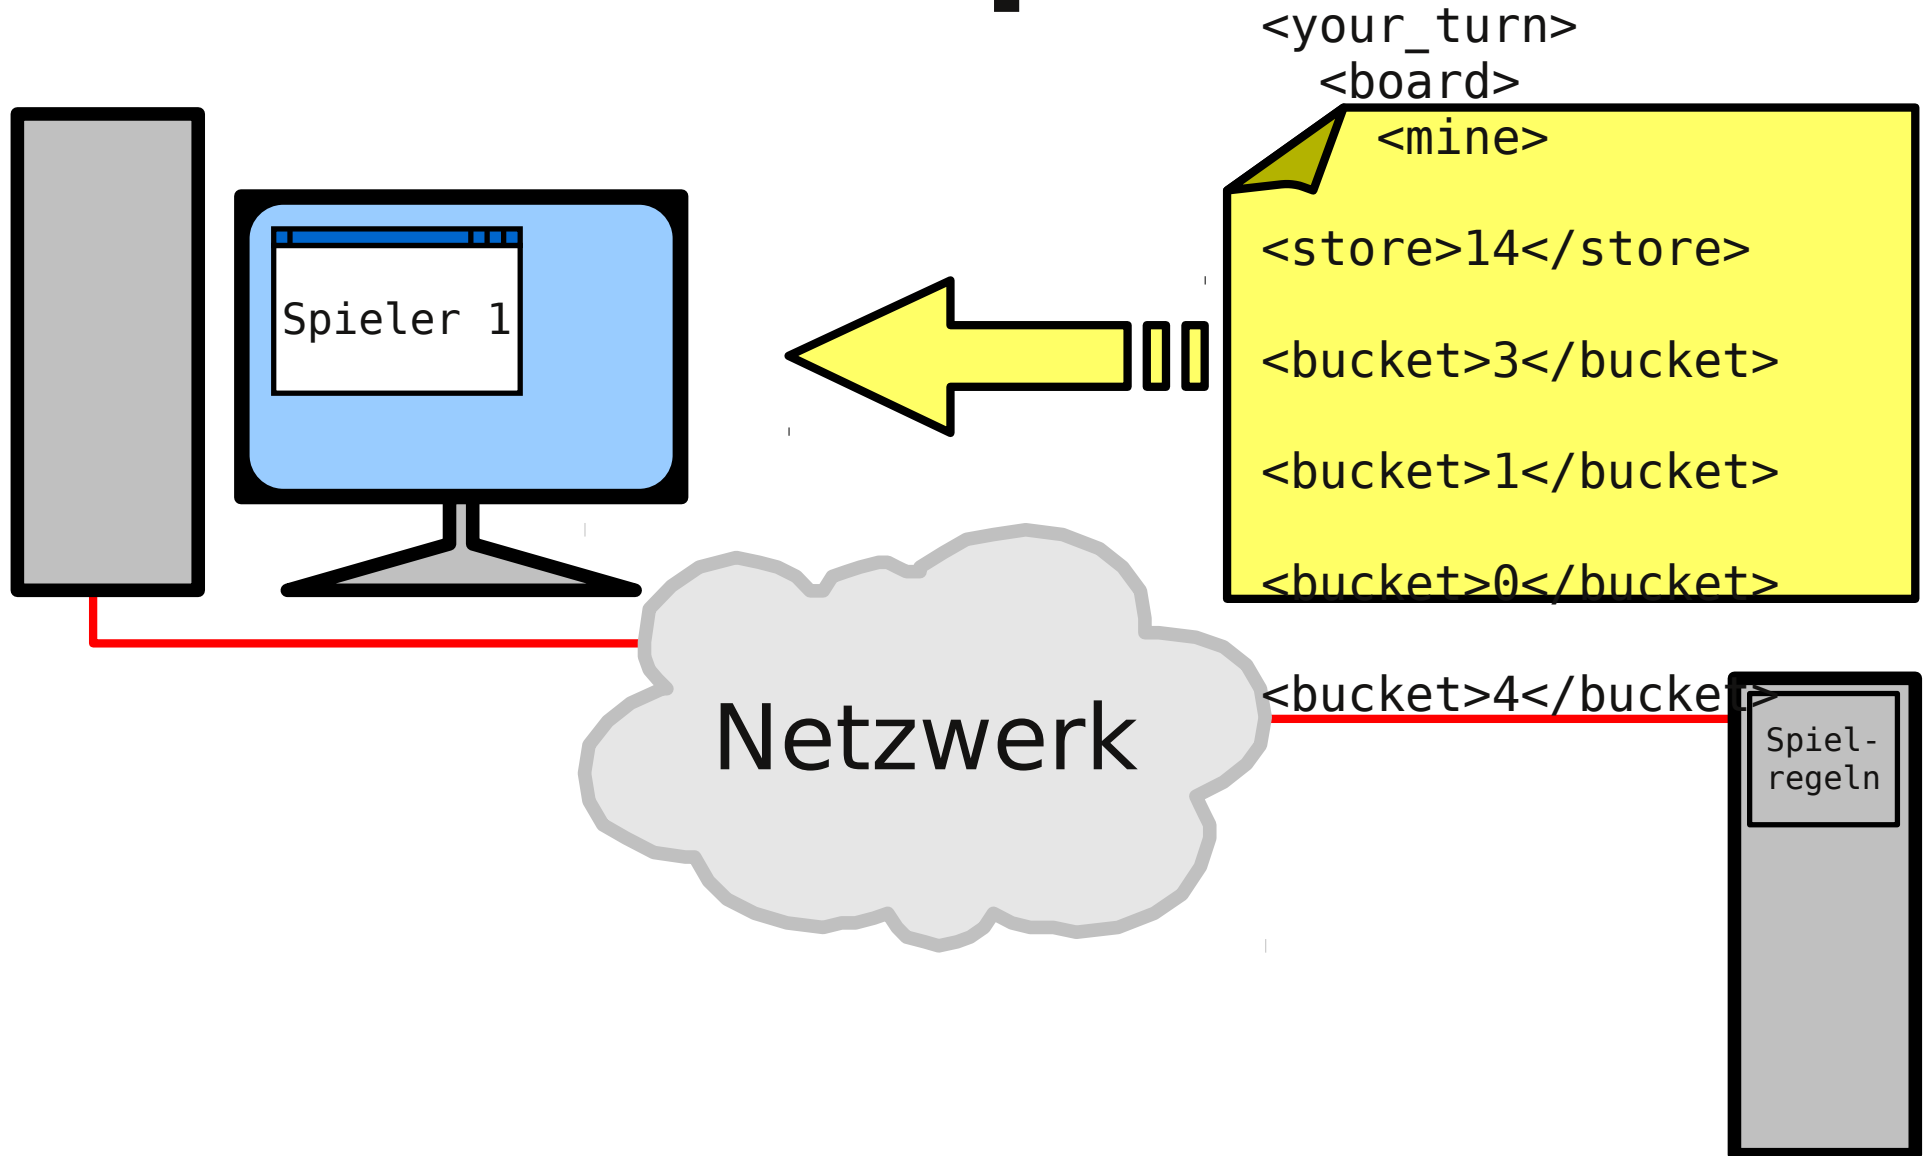 <your_turn>
<board>
<mine>
<store>14</store>
<bucket>3</bucket>
<bucket>1</bucket>
<bucket>0</bucket>
<bucket>4</bucket>
Spieler 1
Netzwerk
Spiel-
regeln